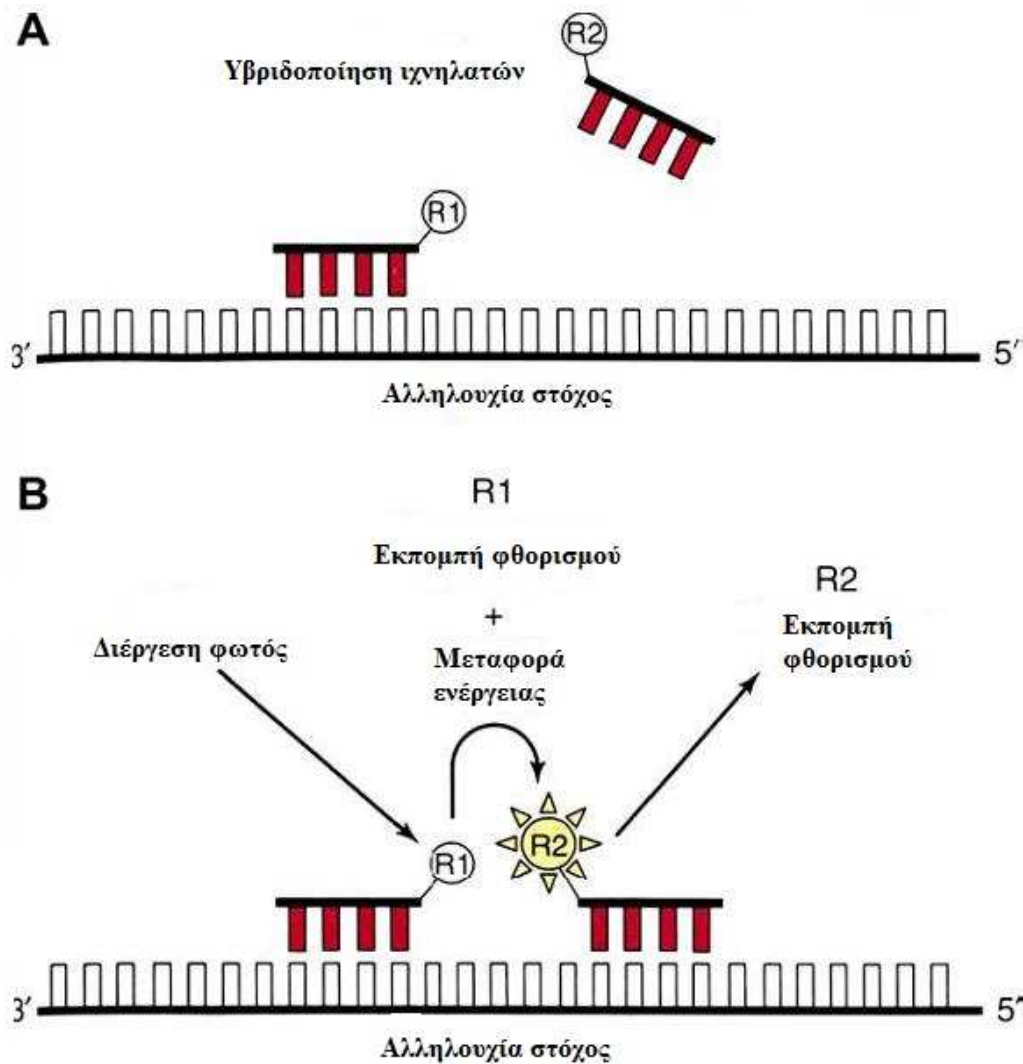 A
R2
Υβριδοποίηση ιχνηλατών
R1
3′ 5′
Αλληλουχία στόχος
B
R1
Εκπομπή φθορισμού
+
Μεταφορά
ενέργειας
Διέργεση φωτός
R2
Εκπομπή
φθορισμού
R1
R2
3′ 5′
Αλληλουχία στόχος